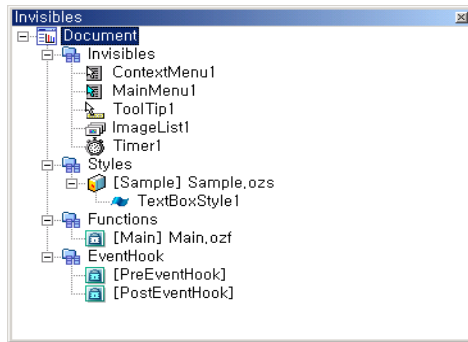 Invisibles
Document
Invisibles
ContextMenu1
MainMenu1
ToolTip1
ImageList1
Timer1
Styles
[Sample] Sample.ozs
TextBoxStyle1
Functions
[Main] Main.ozf
EventHook
[PreEventHook]
[PostEventHook]